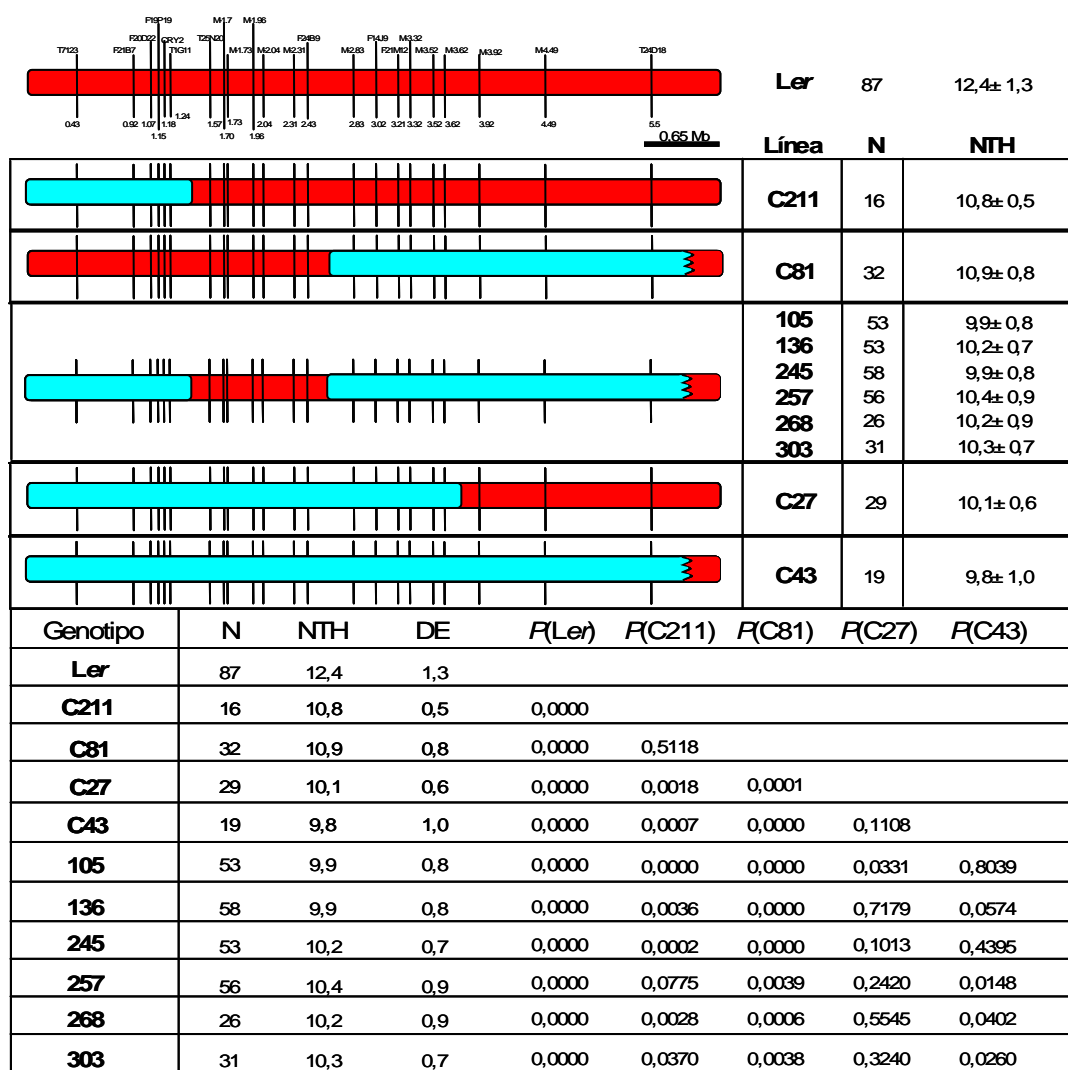 F19P19 M-1.7 M-1.96
F20D22 CRY2 T25N20 F24B9 F14J9 M-3.32
T7I23 F21B7 T1G11 M-1.73 M-2.04 M-2.31 M-2.83 F21M12 M-3.52 M-3.62 M-3.92 M-4.49 T24D18
Ler 87 12,4± 1,3
0.43 0.92 1.07 1.18 1.24 1.57 1.73 2.04 2.31 2.43 2.83 3.02 3.21 3.32 3.52 3.62 3.92 4.49 5.5
1.15 1.70 1.96
0.65 Mb
Línea N NTH
C211 16 10,8± 0,5
C81 32 10,9± 0,8
105 53 9,9± 0,8
136 53 10,2± 0,7
245 58 9,9± 0,8
257 56 10,4± 0,9
268 26 10,2± 0,9
303 31 10,3± 0,7
C27 29 10,1± 0,6
C43 19 9,8± 1,0
Genotipo N NTH DE P(Ler) P(C211) P(C81) P(C27) P(C43)
Ler 87 12,4 1,3
C211 16 10,8 0,5 0,0000
C81 32 10,9 0,8 0,0000 0,5118
C27 29 10,1 0,6 0,0000 0,0018 0,0001
C43 19 9,8 1,0 0,0000 0,0007 0,0000 0,1108
105 53 9,9 0,8 0,0000 0,0000 0,0000 0,0331 0,8039
136 58 9,9 0,8 0,0000 0,0036 0,0000 0,7179 0,0574
245 53 10,2 0,7 0,0000 0,0002 0,0000 0,1013 0,4395
257 56 10,4 0,9 0,0000 0,0775 0,0039 0,2420 0,0148
268 26 10,2 0,9 0,0000 0,0028 0,0006 0,5545 0,0402
303 31 10,3 0,7 0,0000 0,0370 0,0038 0,3240 0,0260